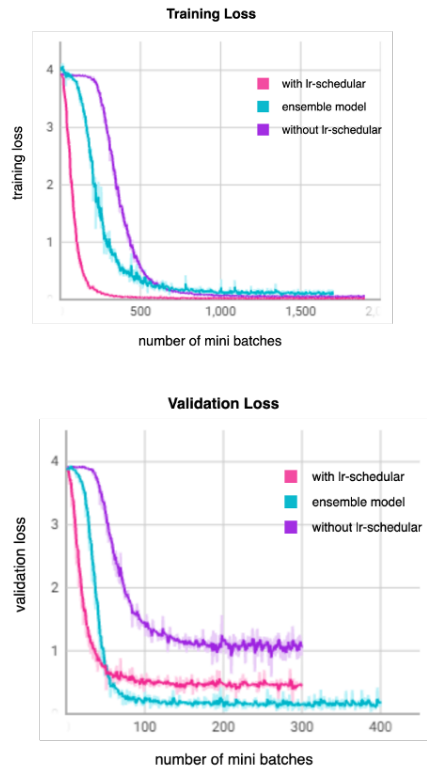 Training Loss
4
3
2
1
training loss
with lr-schedular
ensemble model
without lr-schedular
500
1,000
1,500
number of mini batches
Validation Loss
4
3
2
1
validation loss
with lr-schedular
ensemble model
without lr-schedular
100
200
300
400
number of mini batches